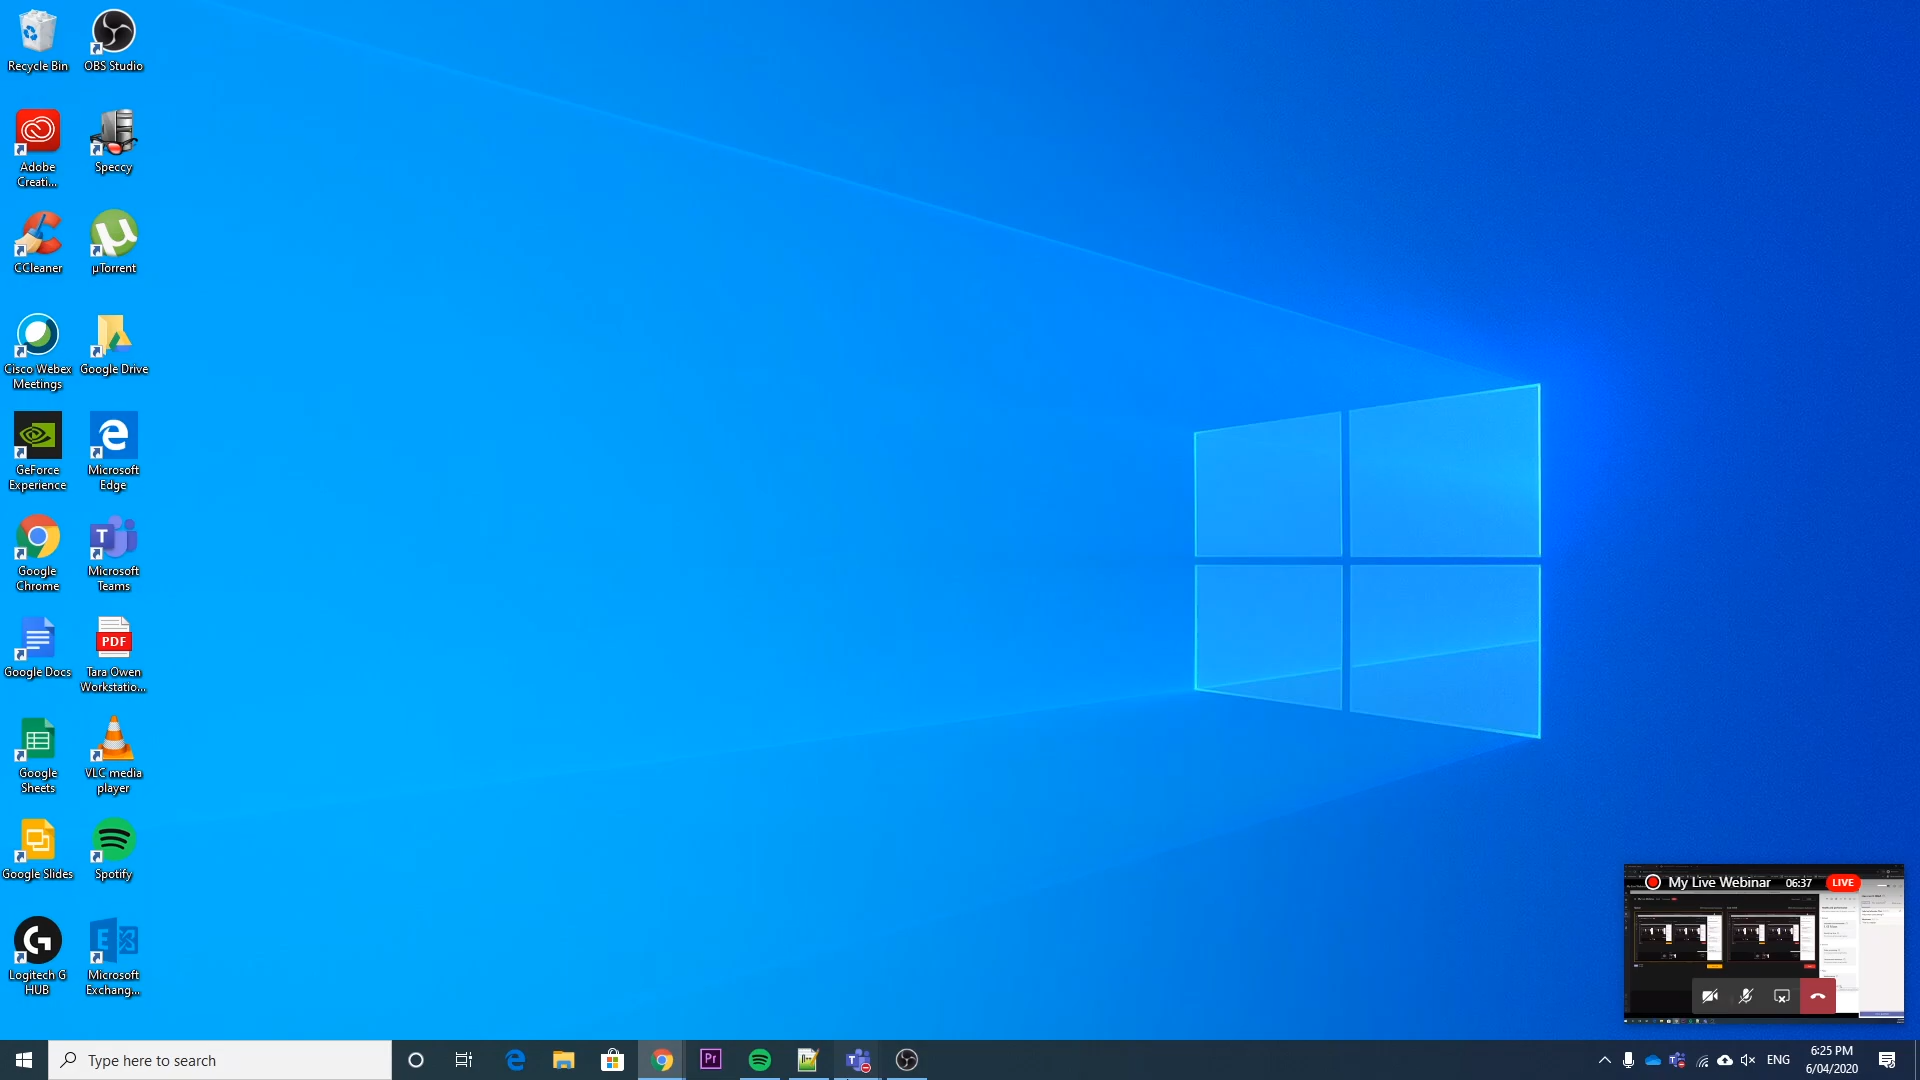 Recycle Bin
OBS Studio
Adobe
Creati...
Speccy
CCleaner
µTorrent
Cisco Webex
Meetings
Google Drive
GeForce
Experience
Microsoft
Edge
Google
Chrome
Microsoft
Teams
Google Docs
PDF
Tara Owen
Workstatio...
Google
Sheets
VLC media
player
Google Slides
Spotify
Logitech G
HUB
Microsoft
Exchang...
My Live Webinar 06:37 LIVE
Type here to search
Pr
ENG
6:25 PM
6/04/2020